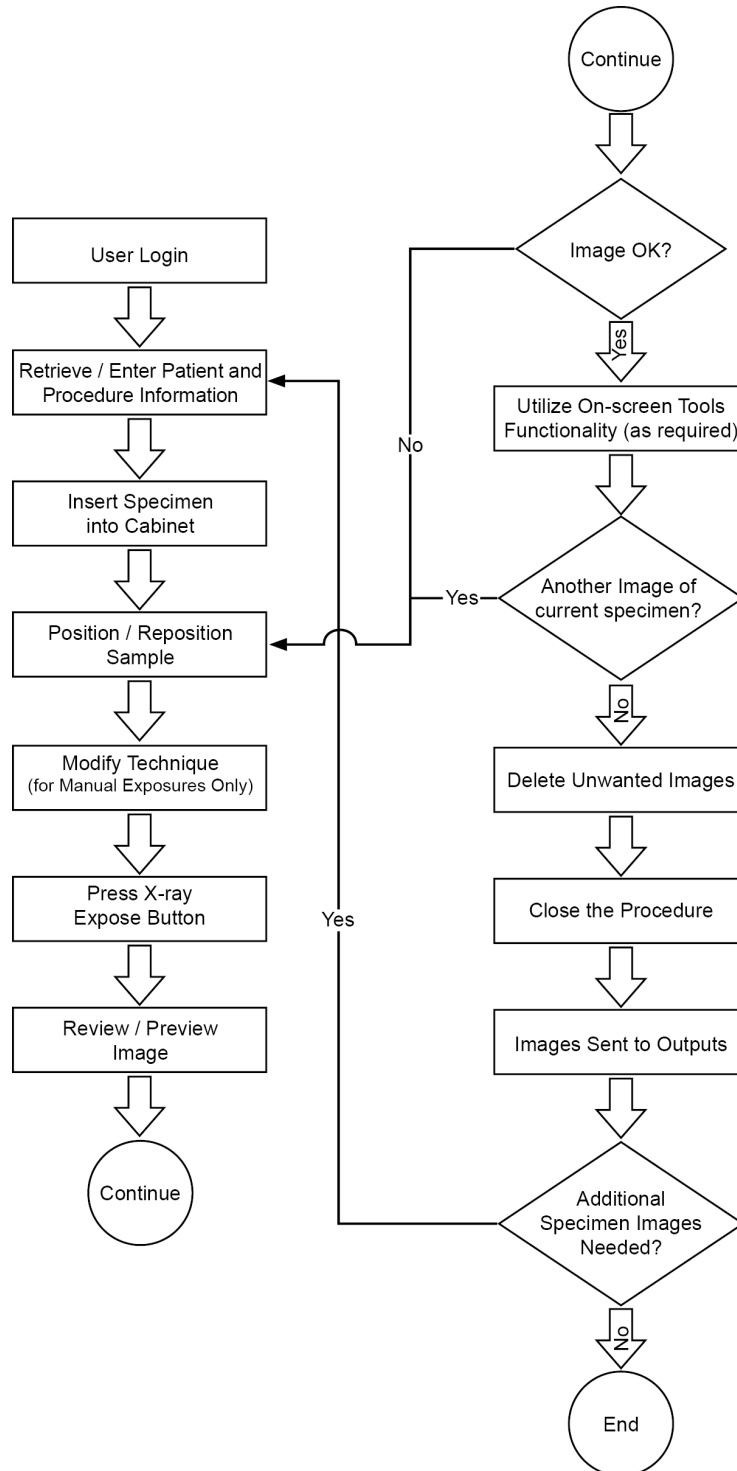 User Login
Retrieve / Enter Patient and
Procedure Information
Insert Specimen
into Cabinet
Position / Reposition
Sample
Modify Technique
(for Manual Exposures Only)
Press X-ray
Expose Button
Review / Preview
Image
Continue
Continue
Image OK?
No
Yes
Utilize On-screen Tools
Functionality (as required)
Another Image of
current specimen?
Yes
No
Delete Unwanted Images
Close the Procedure
Images Sent to Outputs
Additional
Specimen Images
Needed?
Yes
No
End